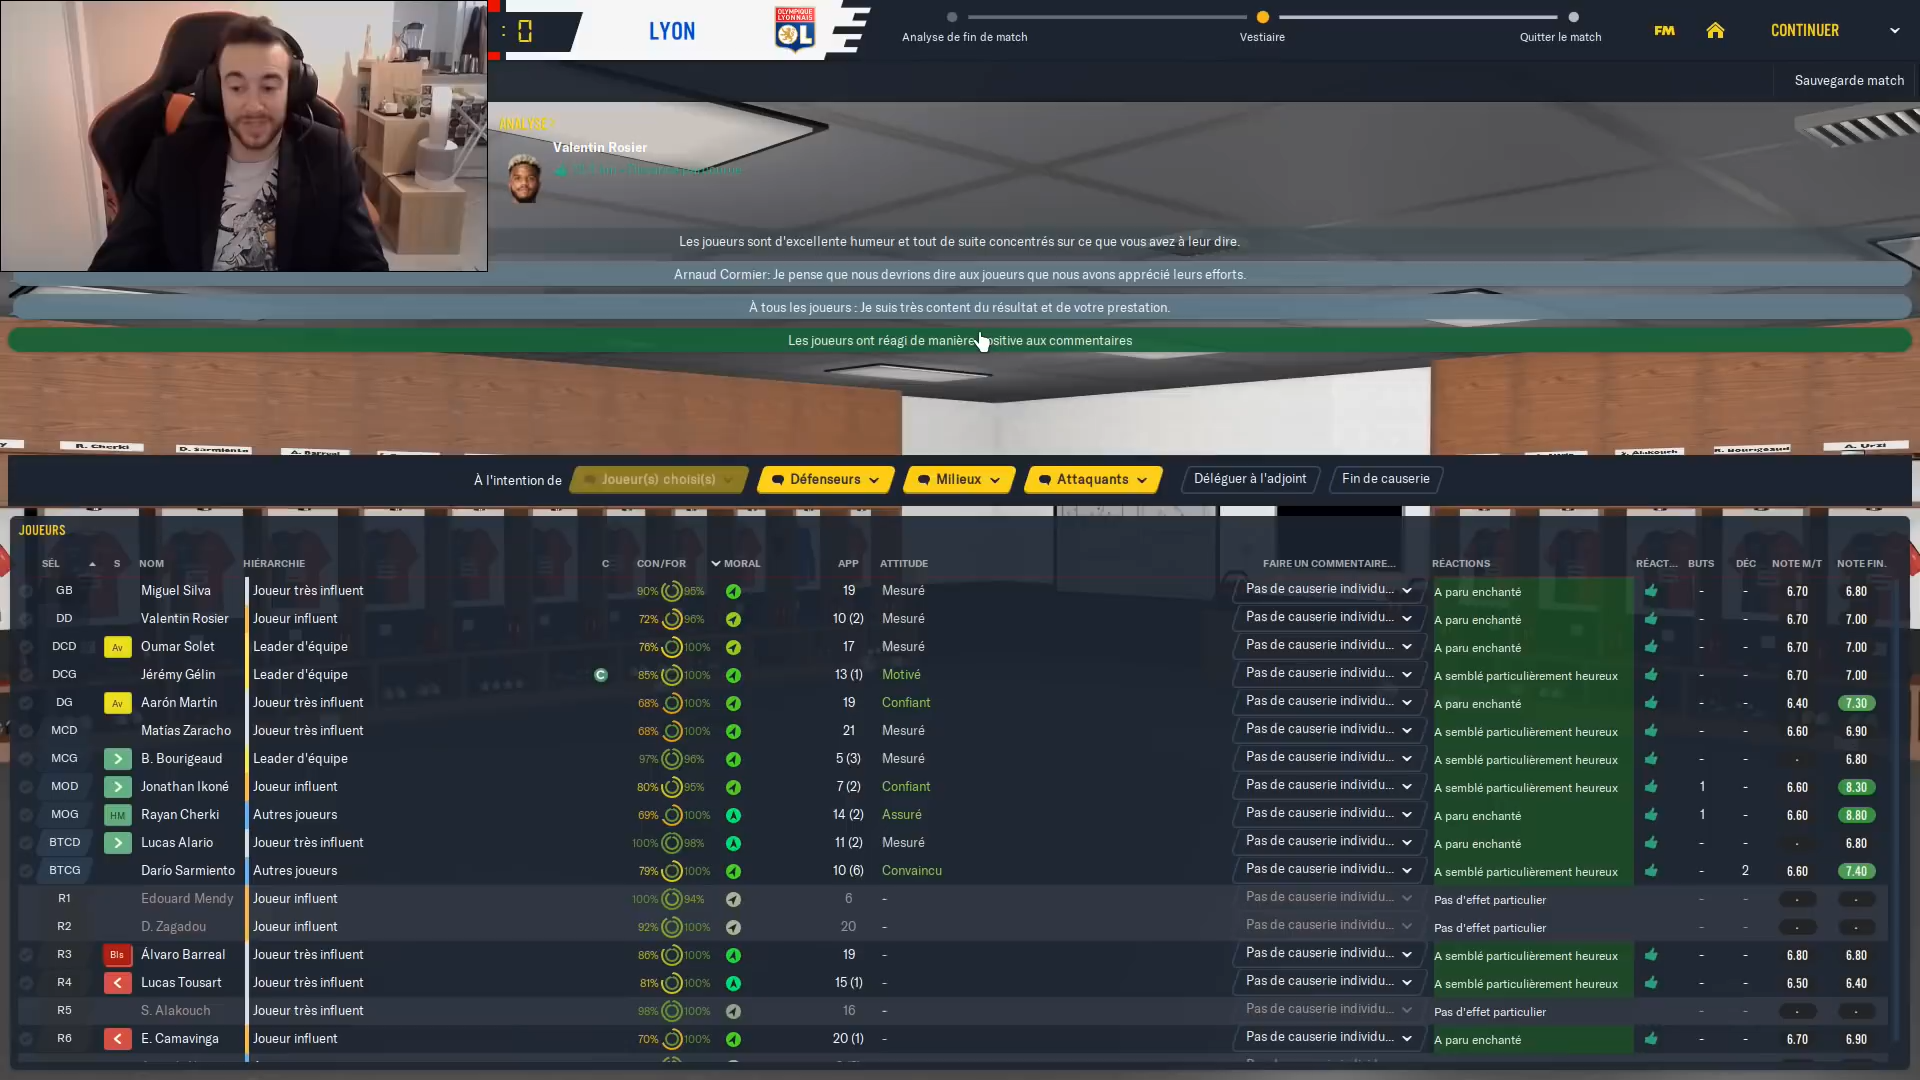 : 0
LYON
OLYMPIQUE LYONNAIS
OL
Analyse de fin de match
Vestiaire
Quitter le match
FM
CONTINUER
Sauvegarde match
ANALYSE
Valentin Rosier
Les joueurs sont d'excellente humeur et tout de suite concentrés sur ce que vous avez à leur dire.
Arnaud Cormier: Je pense que nous devrions dire aux joueurs que nous avons apprécié leurs efforts.
À tous les joueurs : Je suis très content du résultat et de votre prestation.
Les joueurs ont réagi de manière positive aux commentaires
R. Cherki
D. Sarmiento
A. Barreal
S. Alakouch
R. Bourigeaud
A. Urzi
À l'intention de
Joueur(s) choisi(s)
Défenseurs
Milieux
Attaquants
Déléguer à l'adjoint
Fin de causerie
JOUEURS
SÉL S NOM HIÉRARCHIE C CON/FOR MORAL APP ATTITUDE FAIRE UN COMMENTAIRE... RÉACTIONS RÉACT... BUTS DÉC NOTE M/T NOTE FIN.
GB Miguel Silva Joueur très influent 90% 95% 19 Mesuré Pas de causerie individu... A paru enchanté - - 6.70 6.80
DD Valentin Rosier Joueur influent 72% 96% 10 (2) Mesuré Pas de causerie individu... A paru enchanté - - 6.70 7.00
DCD Av Oumar Solet Leader d'équipe 76% 100% 17 Mesuré Pas de causerie individu... A paru enchanté - - 6.70 7.00
DCG Jérémy Gélin Leader d'équipe C 85% 100% 13 (1) Motivé Pas de causerie individu... A semblé particulièrement heureux - - 6.70 7.00
DG Av Aarón Martín Joueur très influent 68% 100% 19 Confiant Pas de causerie individu... A paru enchanté - - 6.40 7.30
MCD Matías Zaracho Joueur très influent 68% 100% 21 Mesuré Pas de causerie individu... A semblé particulièrement heureux - - 6.60 6.90
MCG B. Bourigeaud Leader d'équipe 97% 96% 5 (3) Mesuré Pas de causerie individu... A semblé particulièrement heureux - - - 6.80
MOD Jonathan Ikoné Joueur influent 80% 95% 7 (2) Confiant Pas de causerie individu... A semblé particulièrement heureux 1 - 6.60 8.30
MOG HM Rayan Cherki Autres joueurs 69% 100% 14 (2) Assuré Pas de causerie individu... A paru enchanté 1 - 6.60 8.80
BTCD Lucas Alario Joueur très influent 100% 98% 11 (2) Mesuré Pas de causerie individu... A paru enchanté - - - 6.80
BTCG Darío Sarmiento Autres joueurs 79% 100% 10 (6) Convaincu Pas de causerie individu... A semblé particulièrement heureux - 2 6.60 7.40
R1 Edouard Mendy Joueur influent 100% 94% 6 - Pas de causerie individu... Pas d'effet particulier - - - -
R2 D. Zagadou Joueur influent 92% 100% 20 - Pas de causerie individu... Pas d'effet particulier - - - -
R3 Bls Álvaro Barreal Joueur très influent 86% 100% 19 - Pas de causerie individu... A semblé particulièrement heureux - - 6.80 6.80
R4 Lucas Tousart Joueur très influent 81% 100% 15 (1) - Pas de causerie individu... A semblé particulièrement heureux - - 6.50 6.40
R5 S. Alakouch Joueur très influent 98% 100% 16 - Pas de causerie individu... Pas d'effet particulier - - - -
R6 E. Camavinga Joueur influent 70% 100% 20 (1) - Pas de causerie individu... A paru enchanté - - 6.70 6.90